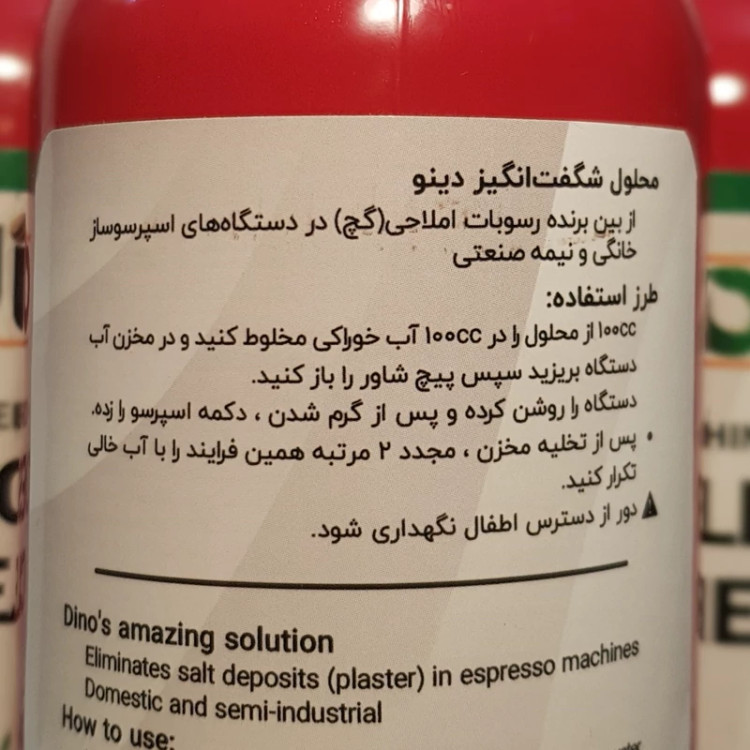 محلول شگفت‌انگیز دینو
از بین برنده رسوبات املاحی(گچ) در دستگاه‌های اسپرسوساز
خانگی و نیمه صنعتی
طرز استفاده:
۱۰۰cc از محلول را در ۱۰۰cc آب خوراکی مخلوط کنید و در مخزن آب
دستگاه بریزید سپس پیچ شاور را باز کنید.
دستگاه را روشن کرده و پس از گرم شدن ، دکمه اسپرسو را زده.
• پس از تخلیه مخزن ، مجدد ۲ مرتبه همین فرایند را با آب خالی
تکرار کنید.
دور از دسترس اطفال نگهداری شود.
Dino's amazing solution
Eliminates salt deposits (plaster) in espresso machines
Domestic and semi-industrial
How to use: